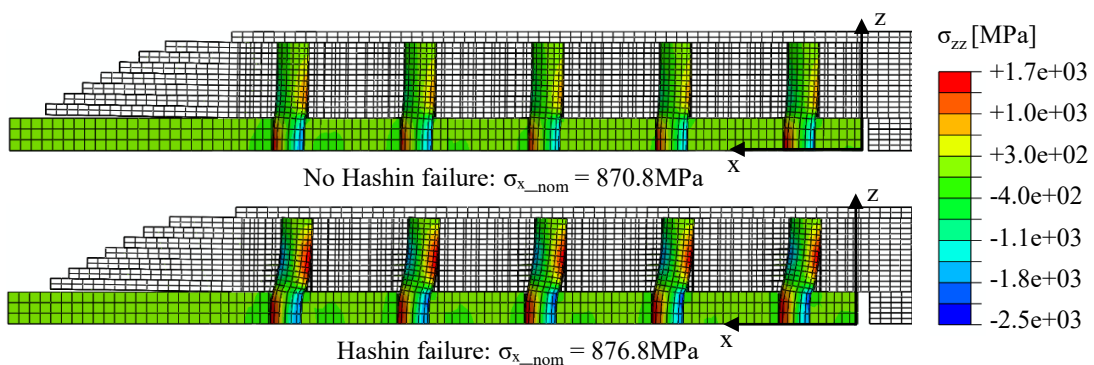 z
σzz [MPa]
+1.7e+03
+1.0e+03
+3.0e+02
-4.0e+02
-1.1e+03
-1.8e+03
-2.5e+03
x
No Hashin failure: σx_nom = 870.8MPa
z
x
Hashin failure: σx_nom = 876.8MPa